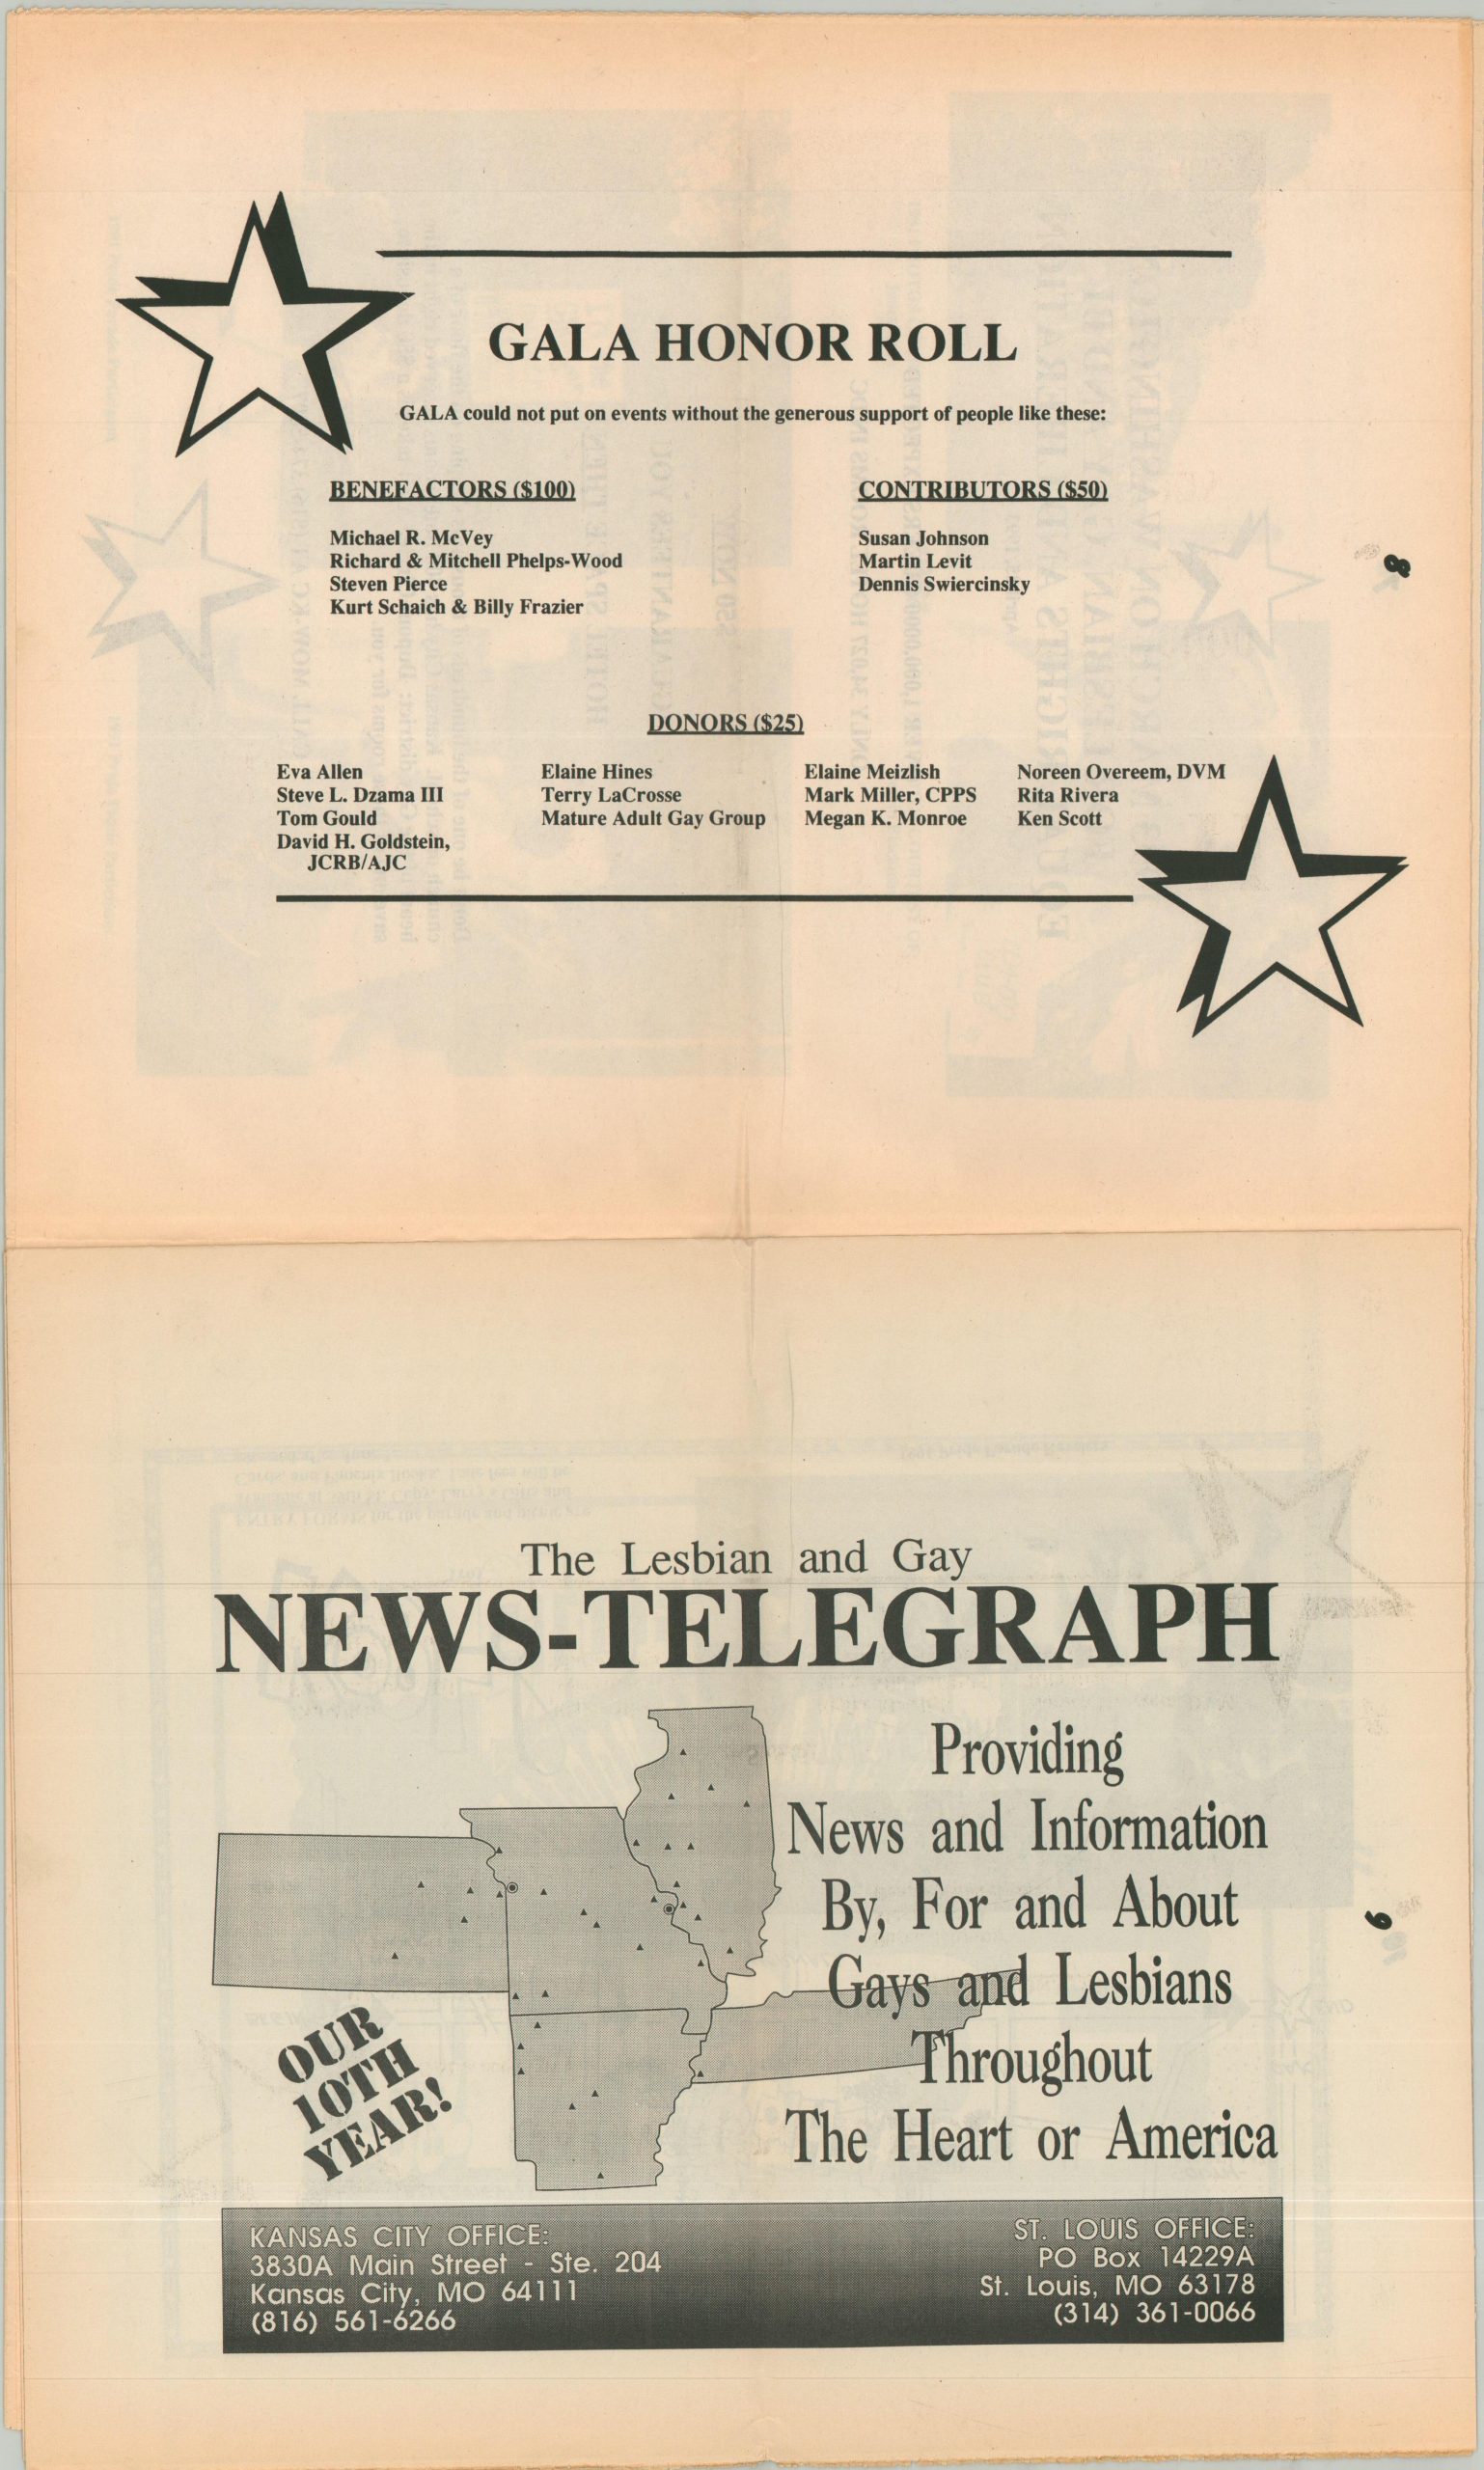 GALA HONOR ROLL
GALA could not put on events without the generous support of people like these:
BENEFACTORS ($100)
Michael R. McVey
Richard & Mitchell Phelps-Wood
Steven Pierce
Kurt Schaich & Billy Frazier
CONTRIBUTORS ($50)
Susan Johnson
Martin Levit
Dennis Swiercinsky
8
DONORS ($25)
Eva Allen
Steve L. Dzama III
Tom Gould
David H. Goldstein,
JCRB/AJC
Elaine Hines
Terry LaCrosse
Mature Adult Gay Group
Elaine Meizlish
Mark Miller, CPPS
Megan K. Monroe
Noreen Overeem, DVM
Rita Rivera
Ken Scott
The Lesbian and Gay
NEWS-TELEGRAPH
Providing
News and Information
By, For and About
Gays and Lesbians
Throughout
The Heart or America
9
OUR
10TH
YEAR!
KANSAS CITY OFFICE:
3830A Main Street - Ste. 204
Kansas City, MO 64111
(816) 561-6266
ST. LOUIS OFFICE:
PO Box 14229A
St. Louis, MO 63178
(314) 361-0066